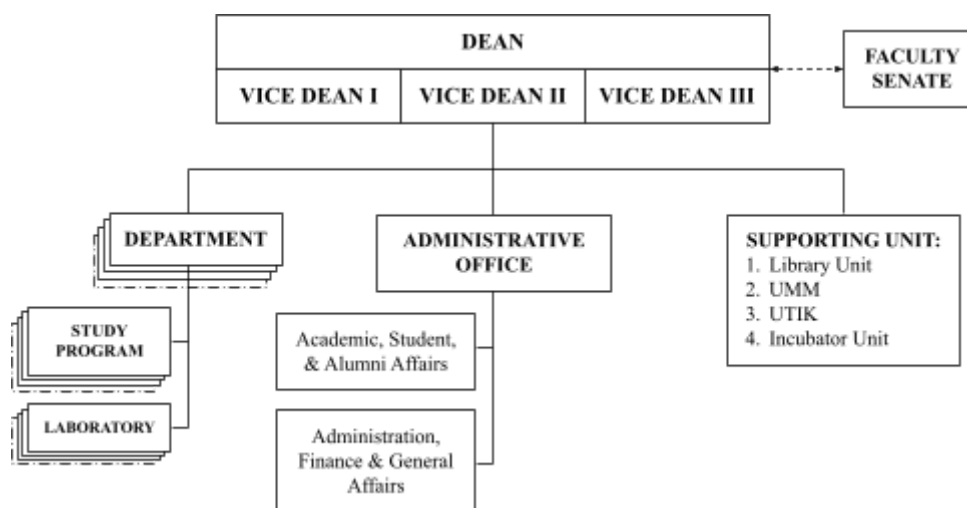 DEAN
FACULTY
SENATE
VICE DEAN I
VICE DEAN II
VICE DEAN III
DEPARTMENT
ADMINISTRATIVE
OFFICE
SUPPORTING UNIT:
1. Library Unit
2. UMM
3. UTIK
4. Incubator Unit
STUDY
PROGRAM
Academic, Student,
& Alumni Affairs
LABORATORY
Administration,
Finance & General
Affairs